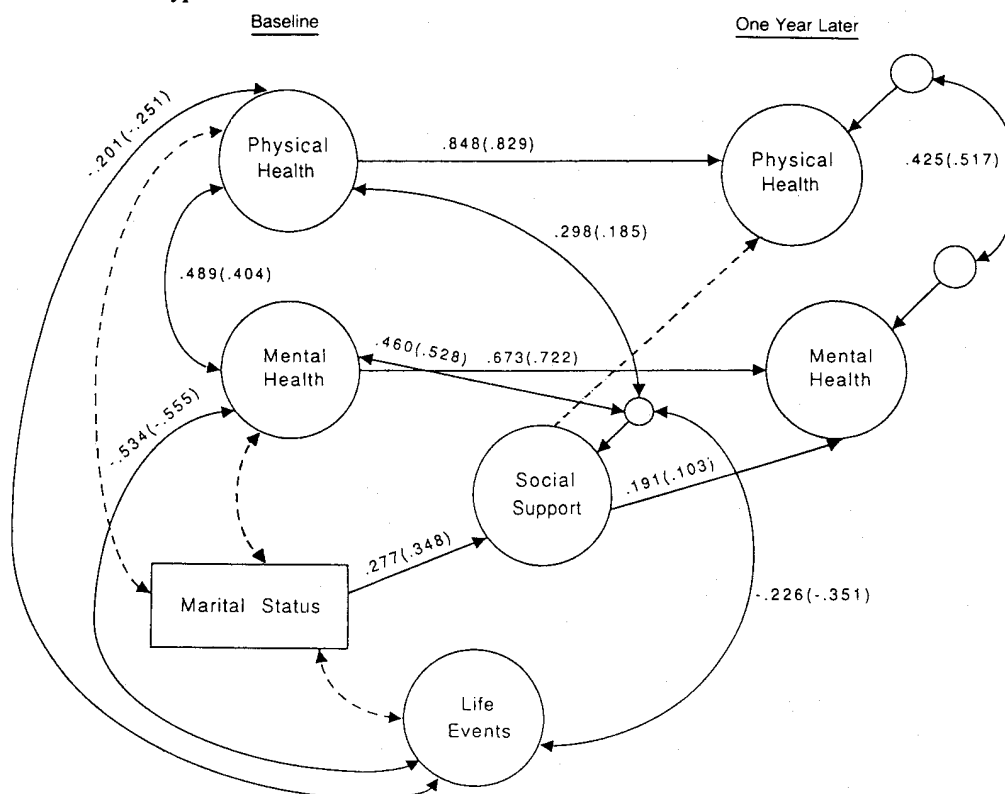 Baseline
One Year Later
-.201(-.251)
Physical
Health
.848(.829)
Physical
Health
.425(.517)
.298(.185)
.489(.404)
Mental
Health
.460(.528)
.673(.722)
Mental
Health
-.534(-.555)
Social
Support
.191(.103)
.277(.348)
Marital Status
-.226(-.351)
Life
Events